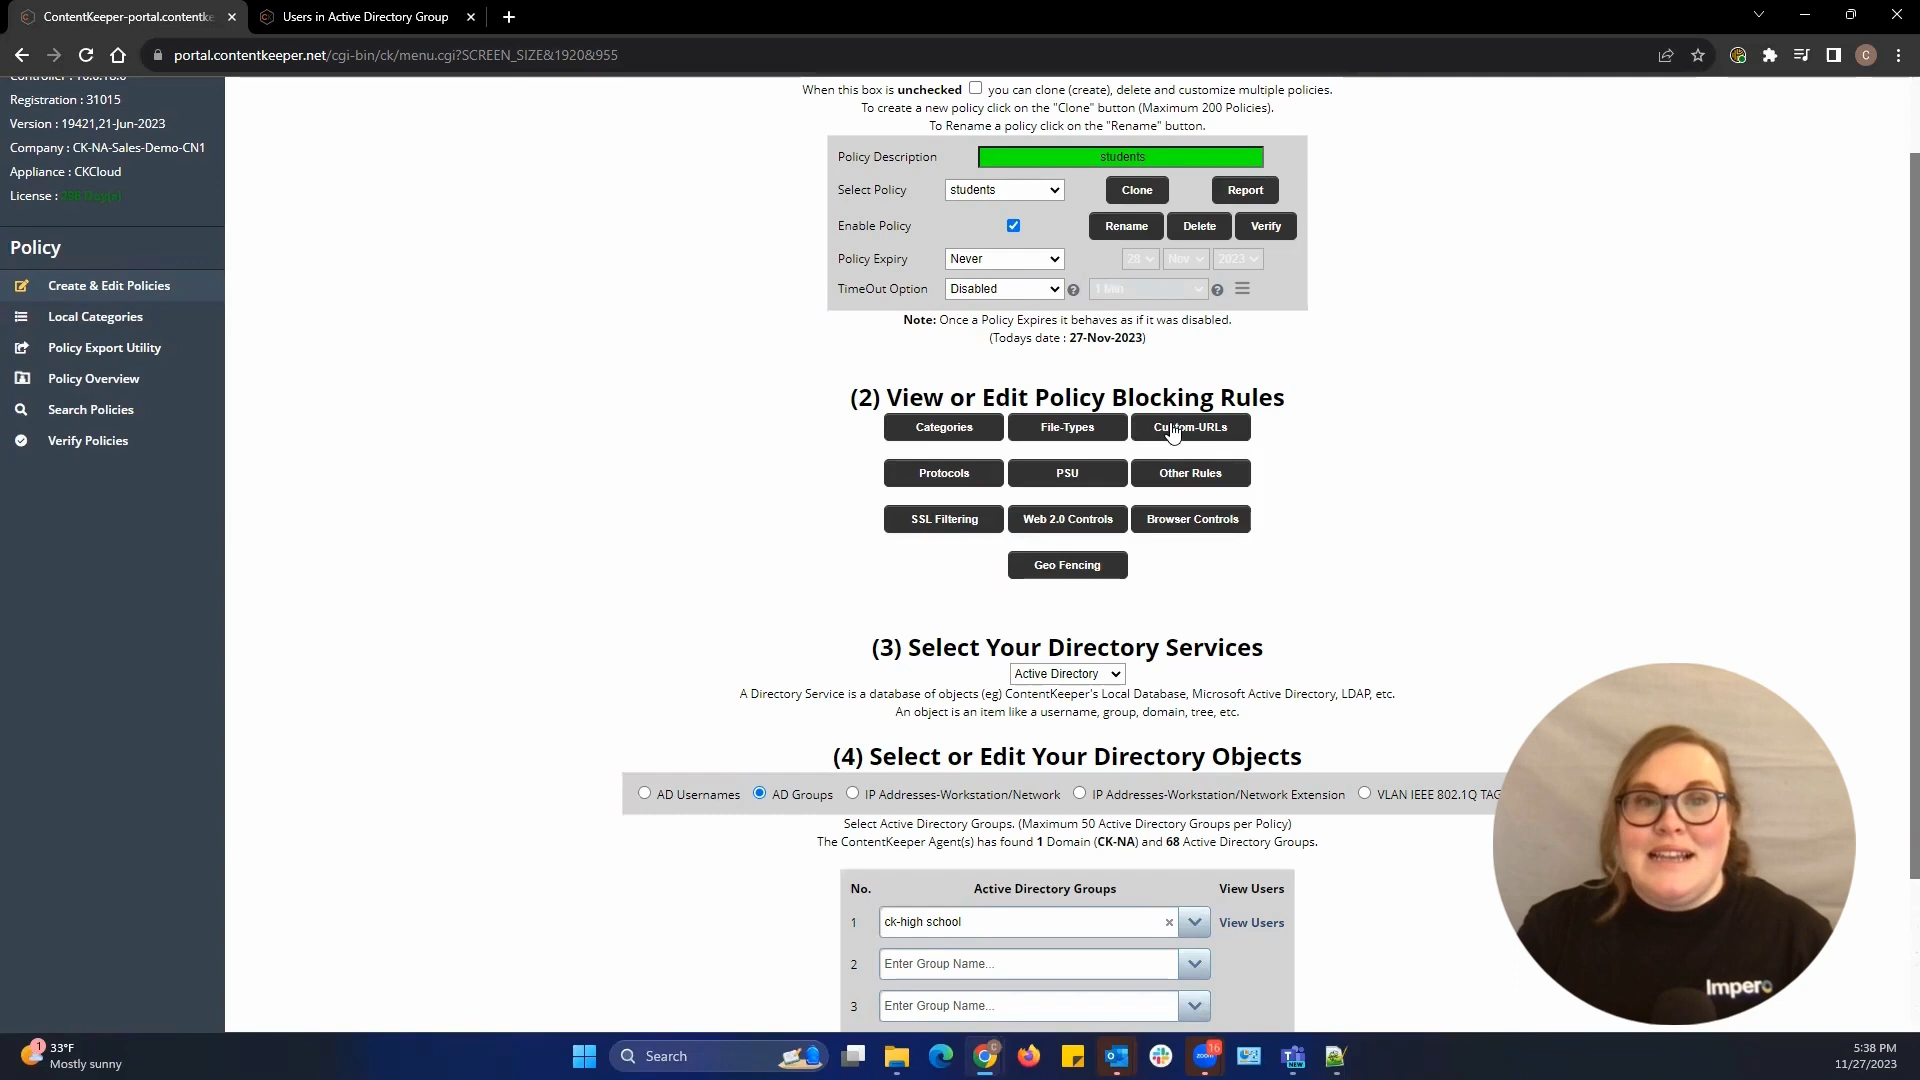 ContentKeeper-portal.contentke
Users in Active Directory Group
portal.contentkeeper.net/cgi-bin/ck/menu.cgi?SCREEN_SIZE&1920&955
C
Registration : 31015
Version : 19421,21-Jun-2023
Company : CK-NA-Sales-Demo-CN1
Appliance : CKCloud
License :
Policy
Create & Edit Policies
Local Categories
Policy Export Utility
Policy Overview
Search Policies
Verify Policies
When this box is unchecked you can clone (create), delete and customize multiple policies.
To create a new policy click on the "Clone" button (Maximum 200 Policies).
To Rename a policy click on the "Rename" button.
Policy Description students
Select Policy students Clone Report
Enable Policy Rename Delete Verify
Policy Expiry Never 28 Nov 2023
TimeOut Option Disabled 1 Min
Note: Once a Policy Expires it behaves as if it was disabled.
(Todays date : 27-Nov-2023)
(2) View or Edit Policy Blocking Rules
Categories File-Types Custom-URLs
Protocols PSU Other Rules
SSL Filtering Web 2.0 Controls Browser Controls
Geo Fencing
(3) Select Your Directory Services
Active Directory
A Directory Service is a database of objects (eg) ContentKeeper's Local Database, Microsoft Active Directory, LDAP, etc.
An object is an item like a username, group, domain, tree, etc.
(4) Select or Edit Your Directory Objects
AD Usernames AD Groups IP Addresses-Workstation/Network IP Addresses-Workstation/Network Extension VLAN IEEE 802.1Q TAG
Select Active Directory Groups. (Maximum 50 Active Directory Groups per Policy)
The ContentKeeper Agent(s) has found 1 Domain (CK-NA) and 68 Active Directory Groups.
No. Active Directory Groups View Users
1 ck-high school View Users
2 Enter Group Name...
3 Enter Group Name...
Impero
1
33°F
Mostly sunny
Search
zoom
16
NEW
5:38 PM
11/27/2023